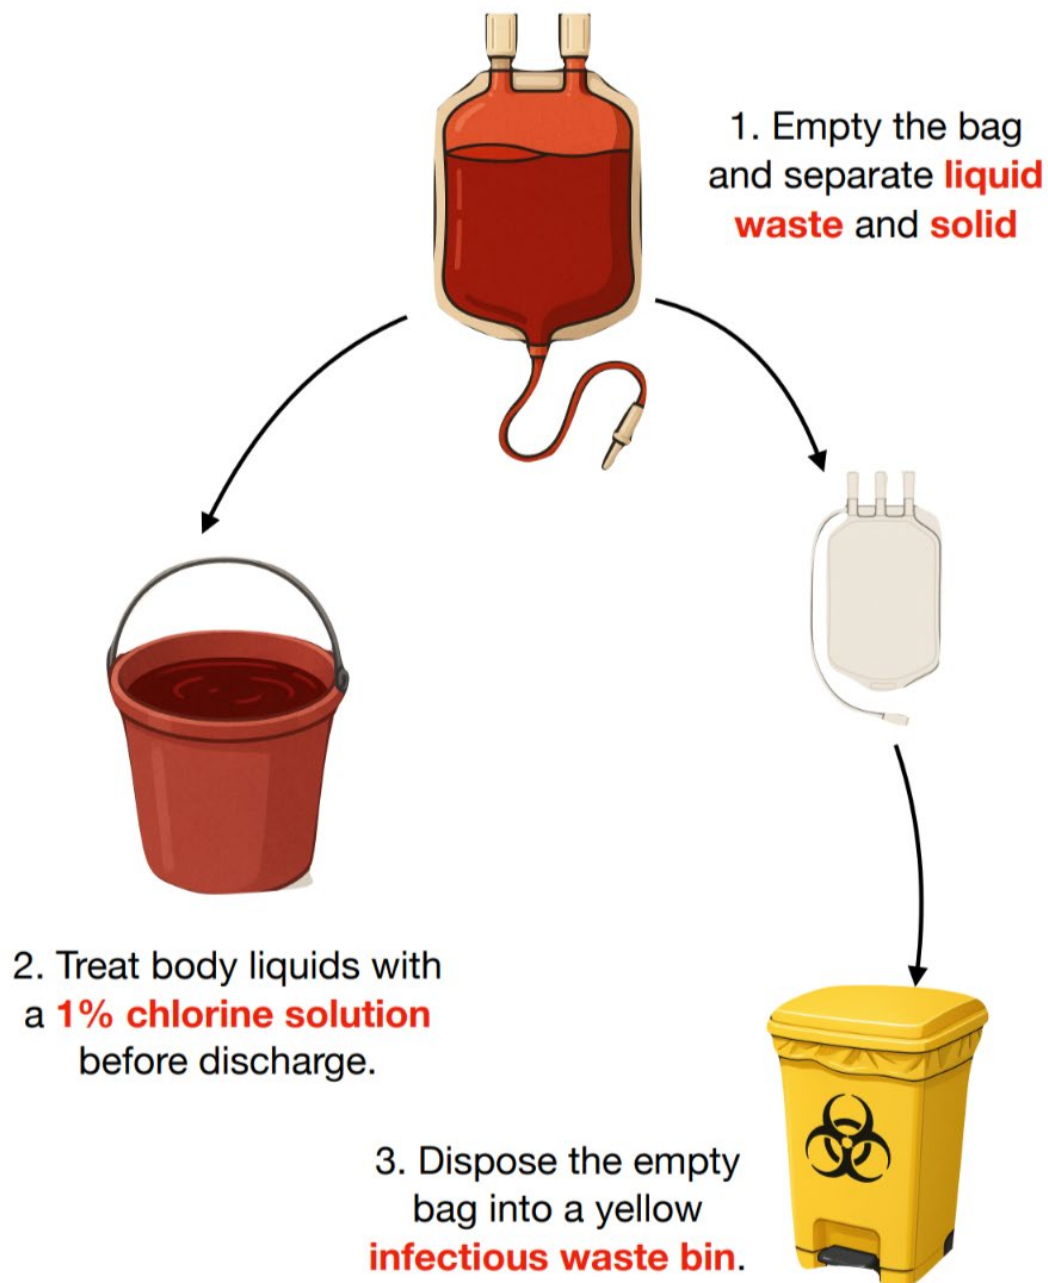 1. Empty the bag
and separate liquid
waste and solid
2. Treat body liquids with
a 1% chlorine solution
before discharge.
3. Dispose the empty
bag into a yellow
infectious waste bin.